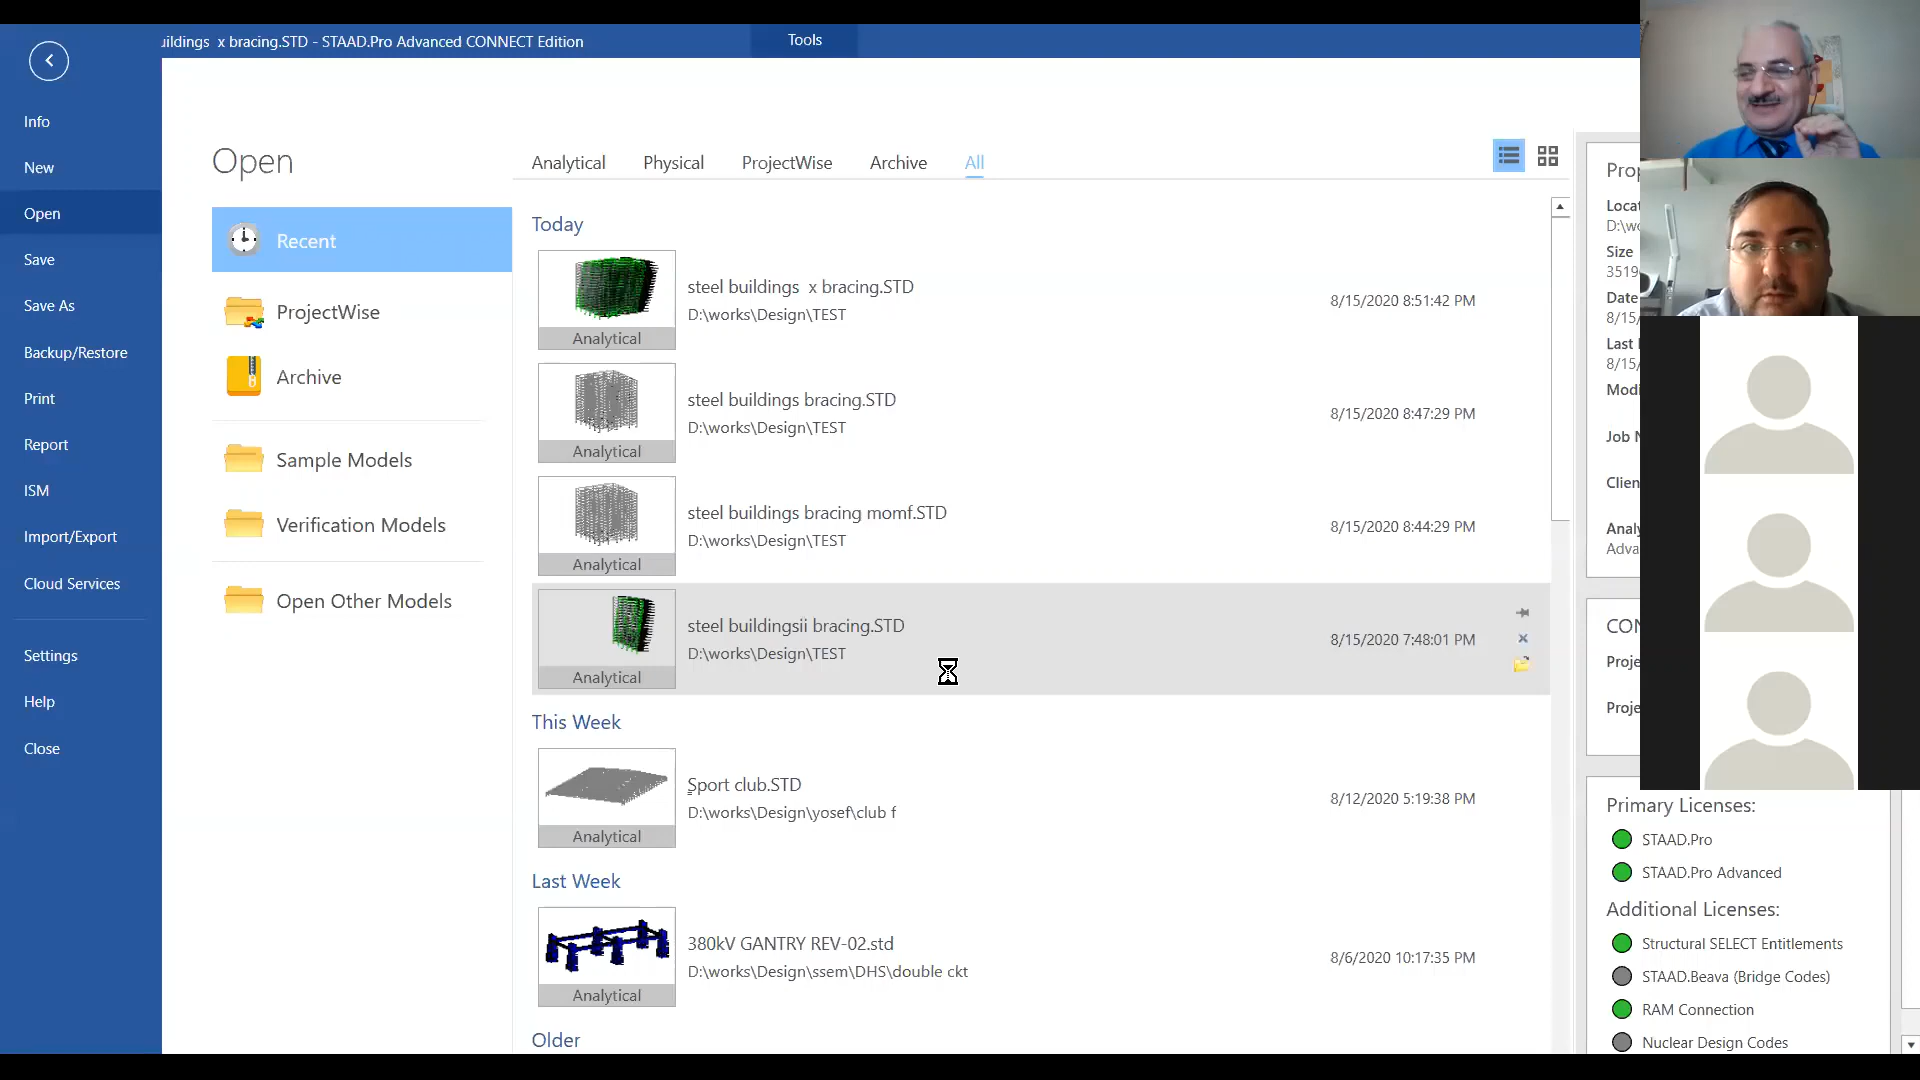 uildings  x bracing.STD - STAAD.Pro Advanced CONNECT Edition
Tools
Info
New
Open
Save
Save As
Backup/Restore
Print
Report
ISM
Import/Export
Cloud Services
Settings
Help
Close
Open
Recent
ProjectWise
Archive
Sample Models
Verification Models
Open Other Models
Analytical Physical ProjectWise Archive All
Today
steel buildings  x bracing.STD
D:\works\Design\TEST
8/15/2020 8:51:42 PM
Analytical
steel buildings bracing.STD
D:\works\Design\TEST
8/15/2020 8:47:29 PM
Analytical
steel buildings bracing momf.STD
D:\works\Design\TEST
8/15/2020 8:44:29 PM
Analytical
steel buildingsii bracing.STD
D:\works\Design\TEST
8/15/2020 7:48:01 PM
Analytical
This Week
Sport club.STD
D:\works\Design\yosef\club f
8/12/2020 5:19:38 PM
Analytical
Last Week
380kV GANTRY REV-02.std
D:\works\Design\ssem\DHS\double ckt
8/6/2020 10:17:35 PM
Analytical
Older
Prop
Locat
D:\wo
Size
3519
Date
8/15/
Last
8/15/
Modi
Job N
Clien
Analy
Adva
CON
Proje
Proje
Primary Licenses:
STAAD.Pro
STAAD.Pro Advanced
Additional Licenses:
Structural SELECT Entitlements
STAAD.Beava (Bridge Codes)
RAM Connection
Nuclear Design Codes